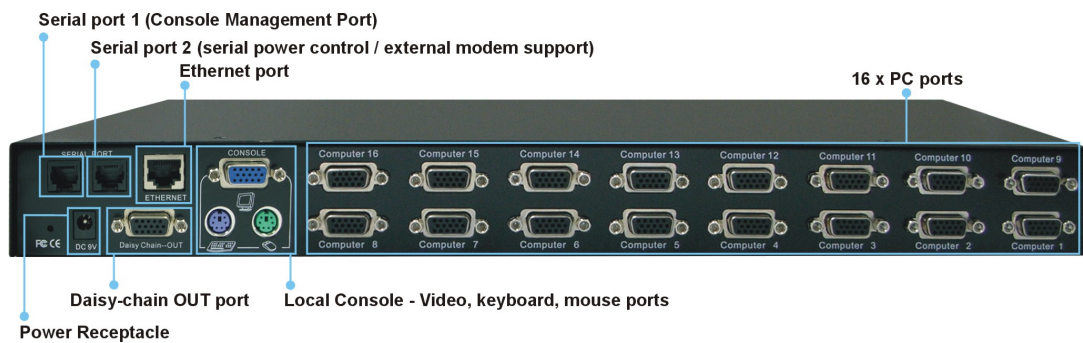 Serial port 1 (Console Management Port)
Serial port 2 (serial power control / external modem support)
Ethernet port
16 x PC ports
SERIAL PORT
ETHERNET
CONSOLE
Computer 16
Computer 15
Computer 14
Computer 13
Computer 12
Computer 11
Computer 10
Computer 9
FC CE
DC 9V
Daisy Chain--OUT
Computer 8
Computer 7
Computer 6
Computer 5
Computer 4
Computer 3
Computer 2
Computer 1
Daisy-chain OUT port
Local Console - Video, keyboard, mouse ports
Power Receptacle